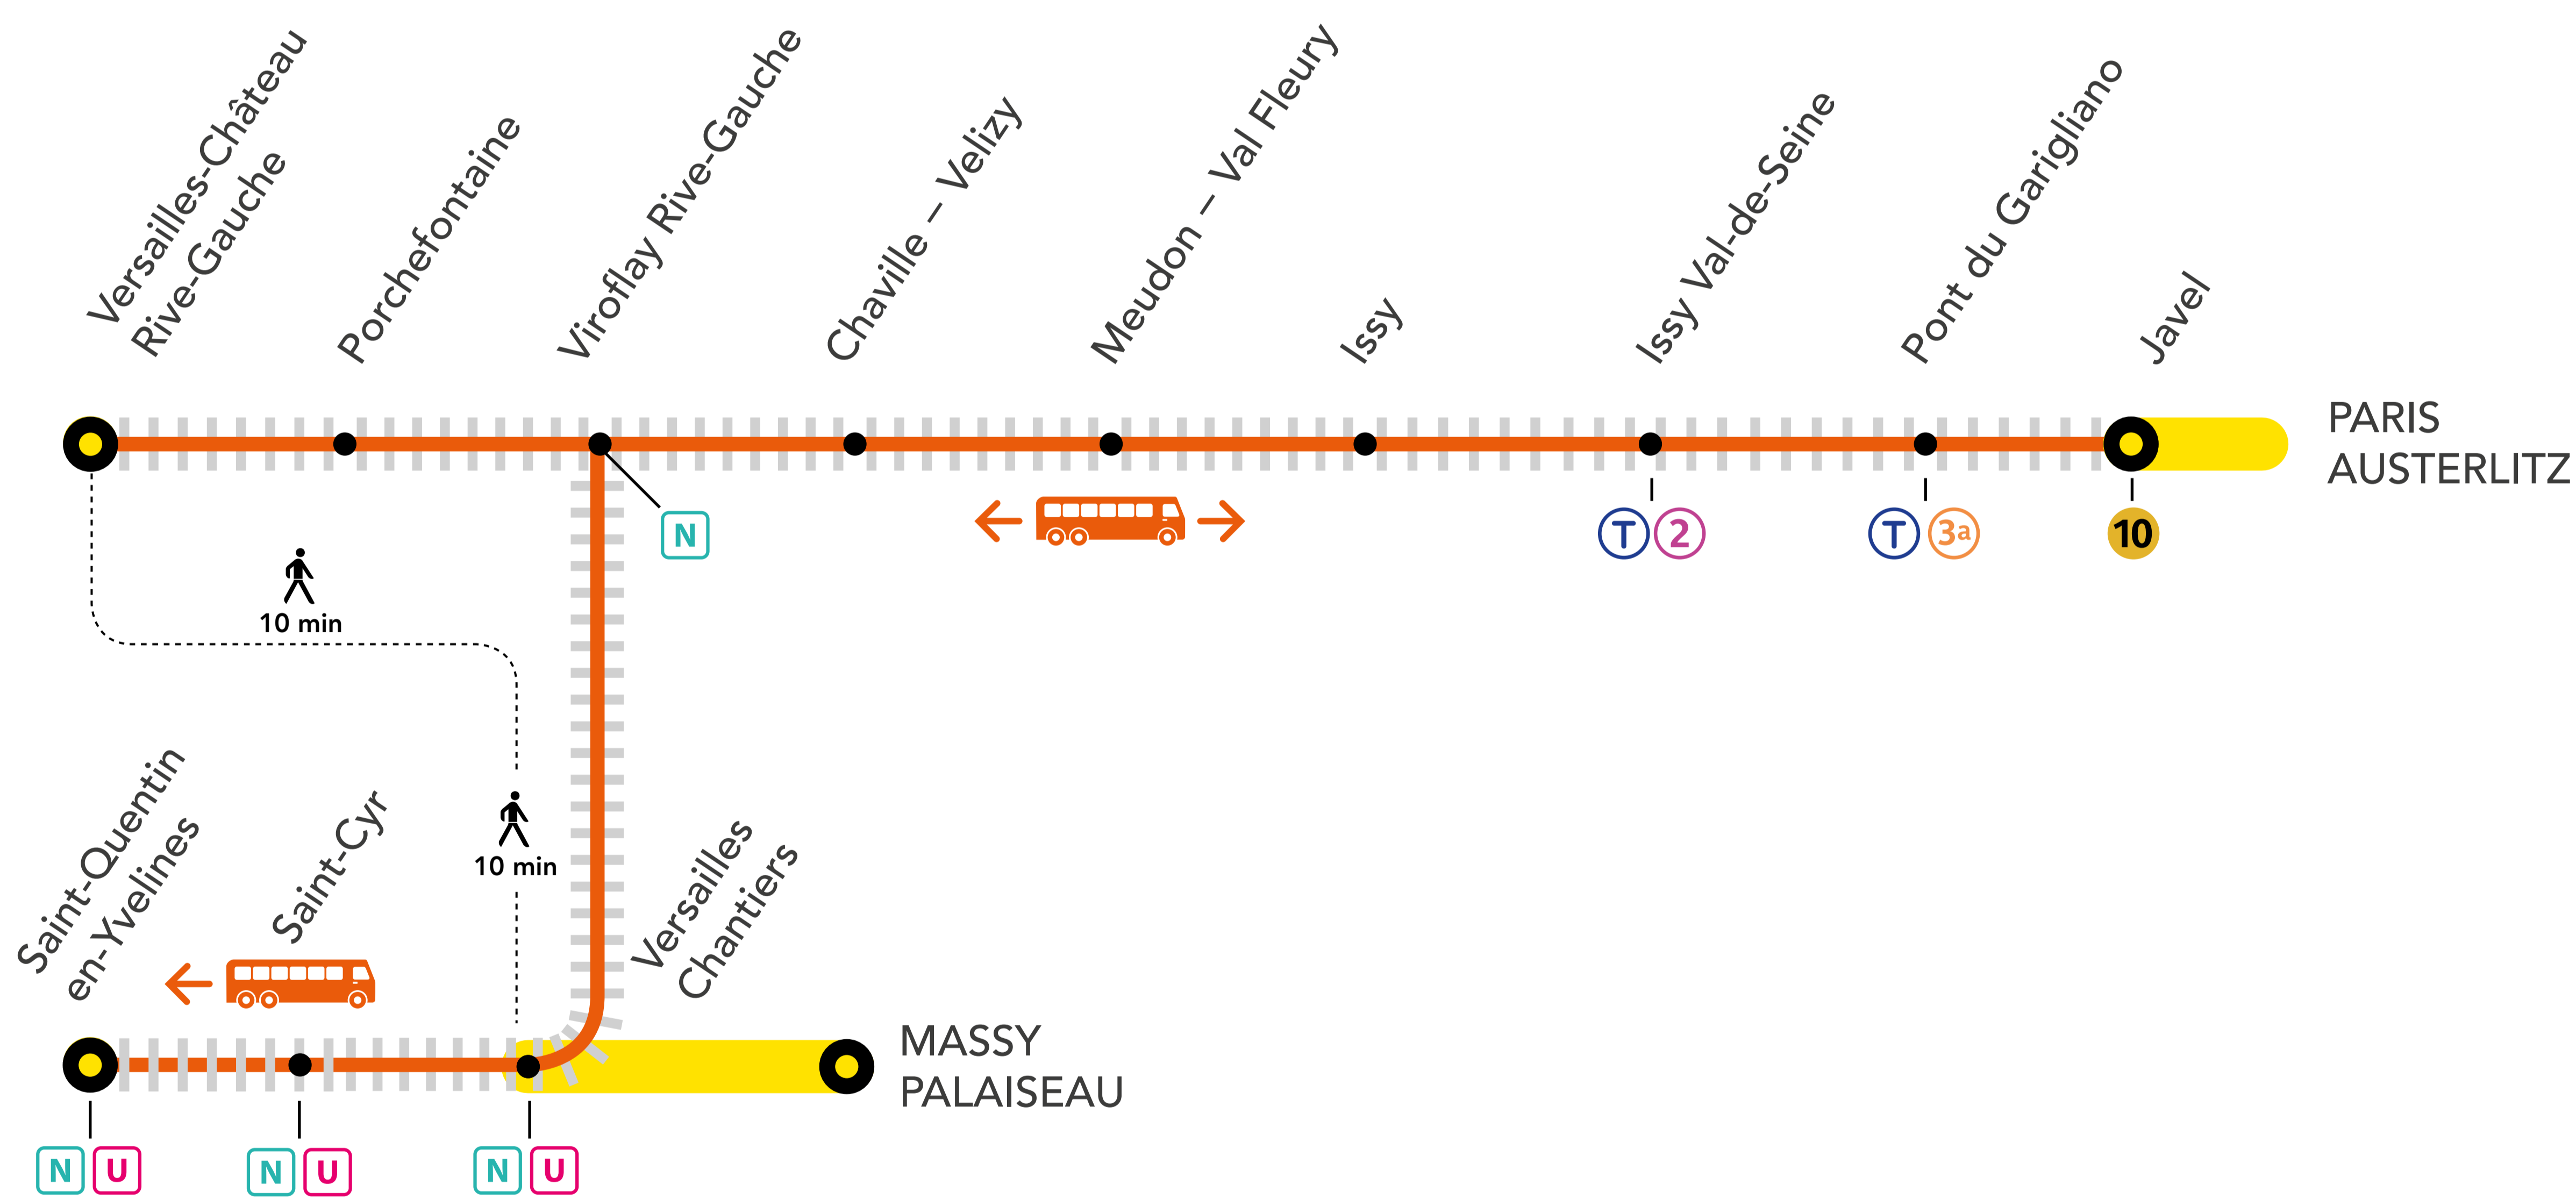 Versailles-Château
Rive-Gauche
Porchefontaine
Viroflay Rive-Gauche
Chaville – Velizy
Meudon – Val Fleury
Issy
Issy Val-de-Seine
Pont du Garigliano
Javel
PARIS
AUSTERLITZ
N
T 2
T 3a
10
10 min
10 min
Saint-Quentin
en-Yvelines
Saint-Cyr
Versailles
Chantiers
MASSY
PALAISEAU
N U
N U
N U